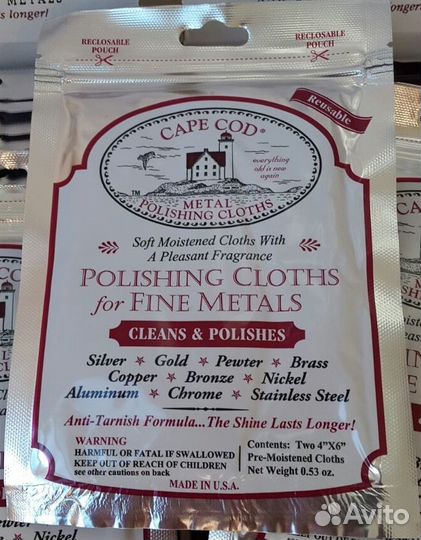 METALS
longer!
RECLOSABLE
POUCH
RECLOSABLE
POUCH
Reusable
CAPE COD®
everything
old is new
again
TM
METAL
POLISHING CLOTHS
Soft Moistened Cloths With
A Pleasant Fragrance
POLISHING CLOTHS
for FINE METALS
CLEANS & POLISHES
Silver ★ Gold ★ Pewter ★ Brass
Copper ★ Bronze ★ Nickel
Aluminum ★ Chrome ★ Stainless Steel
Anti-Tarnish Formula...The Shine Lasts Longer!
WARNING
HARMFUL OR FATAL IF SWALLOWED
KEEP OUT OF REACH OF CHILDREN
see other cautions on back
Contents: Two 4"X6"
Pre-Moistened Cloths
Net Weight 0.53 oz.
MADE IN U.S.A.
Avito